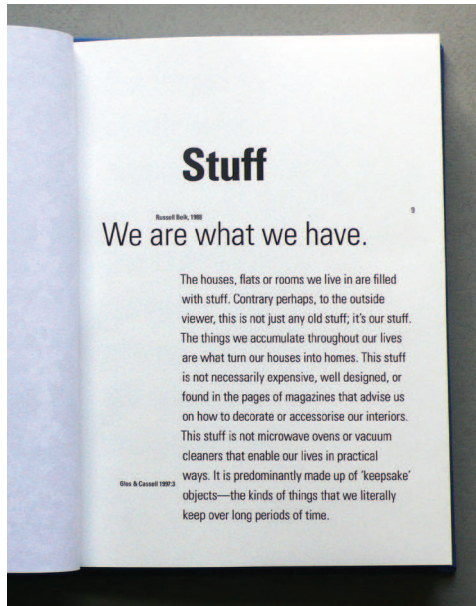 Stuff
9
Russell Belk, 1988
We are what we have.
The houses, flats or rooms we live in are filled
with stuff. Contrary perhaps, to the outside
viewer, this is not just any old stuff; it's our stuff.
The things we accumulate throughout our lives
are what turn our houses into homes. This stuff
is not necessarily expensive, well designed, or
found in the pages of magazines that advise us
on how to decorate or accessorise our interiors.
This stuff is not microwave ovens or vacuum
cleaners that enable our lives in practical
ways. It is predominantly made up of 'keepsake'
Glas & Cassell 1997:3
objects—the kinds of things that we literally
keep over long periods of time.